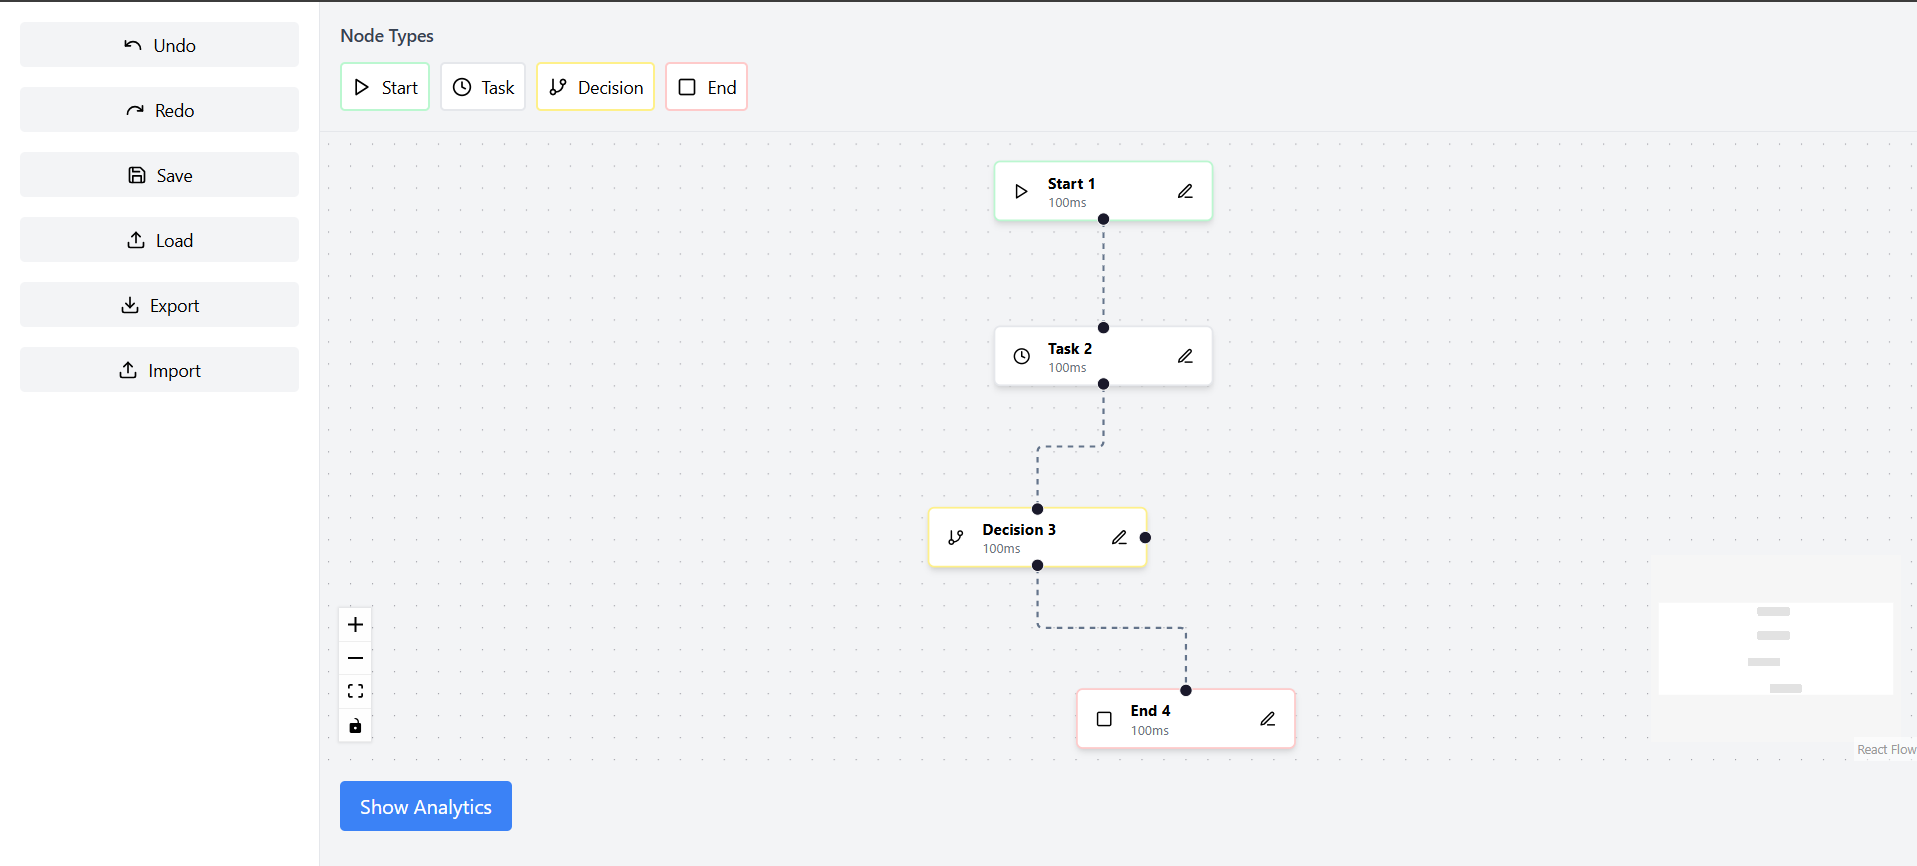 Undo
Redo
Save
Load
Export
Import
Node Types
Start
Task
Decision
End
Start 1
100ms
Task 2
100ms
Decision 3
100ms
End 4
100ms
React Flow
Show Analytics